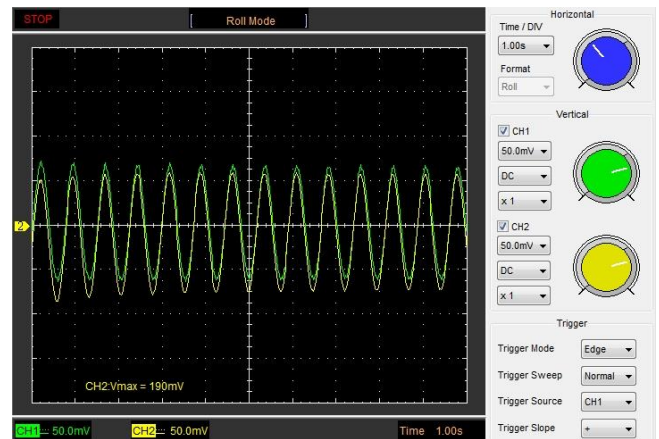 STOP
[ Roll Mode ]
2
CH2:Vmax = 190mV
CH1 50.0mV CH2 50.0mV Time 1.00s
Horizontal
Time / DIV
1.00s
Format
Roll
Vertical
CH1
50.0mV
DC
x 1
CH2
50.0mV
DC
x 1
Trigger
Trigger Mode Edge
Trigger Sweep Normal
Trigger Source CH1
Trigger Slope +